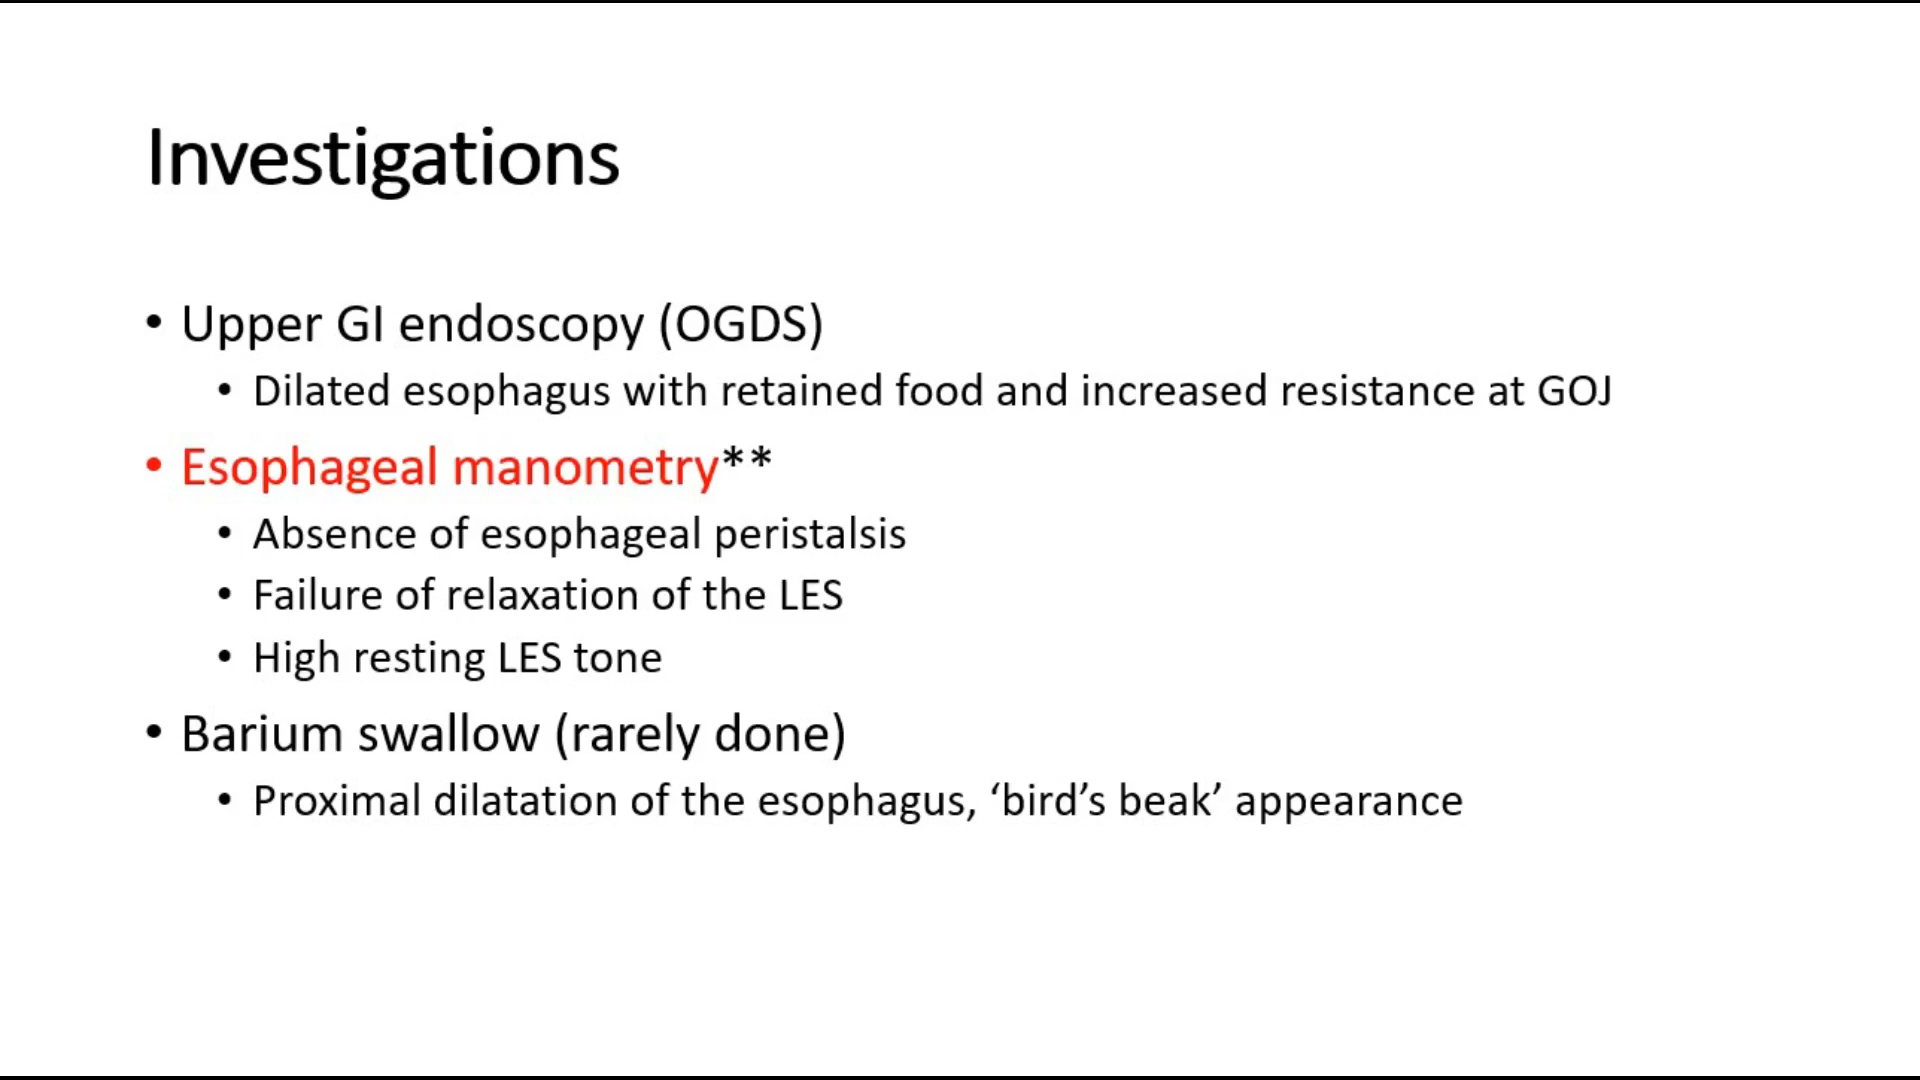 Investigations
• Upper GI endoscopy (OGDS)
• Dilated esophagus with retained food and increased resistance at GOJ
• Esophageal manometry**
• Absence of esophageal peristalsis
• Failure of relaxation of the LES
• High resting LES tone
• Barium swallow (rarely done)
• Proximal dilatation of the esophagus, ‘bird’s beak’ appearance